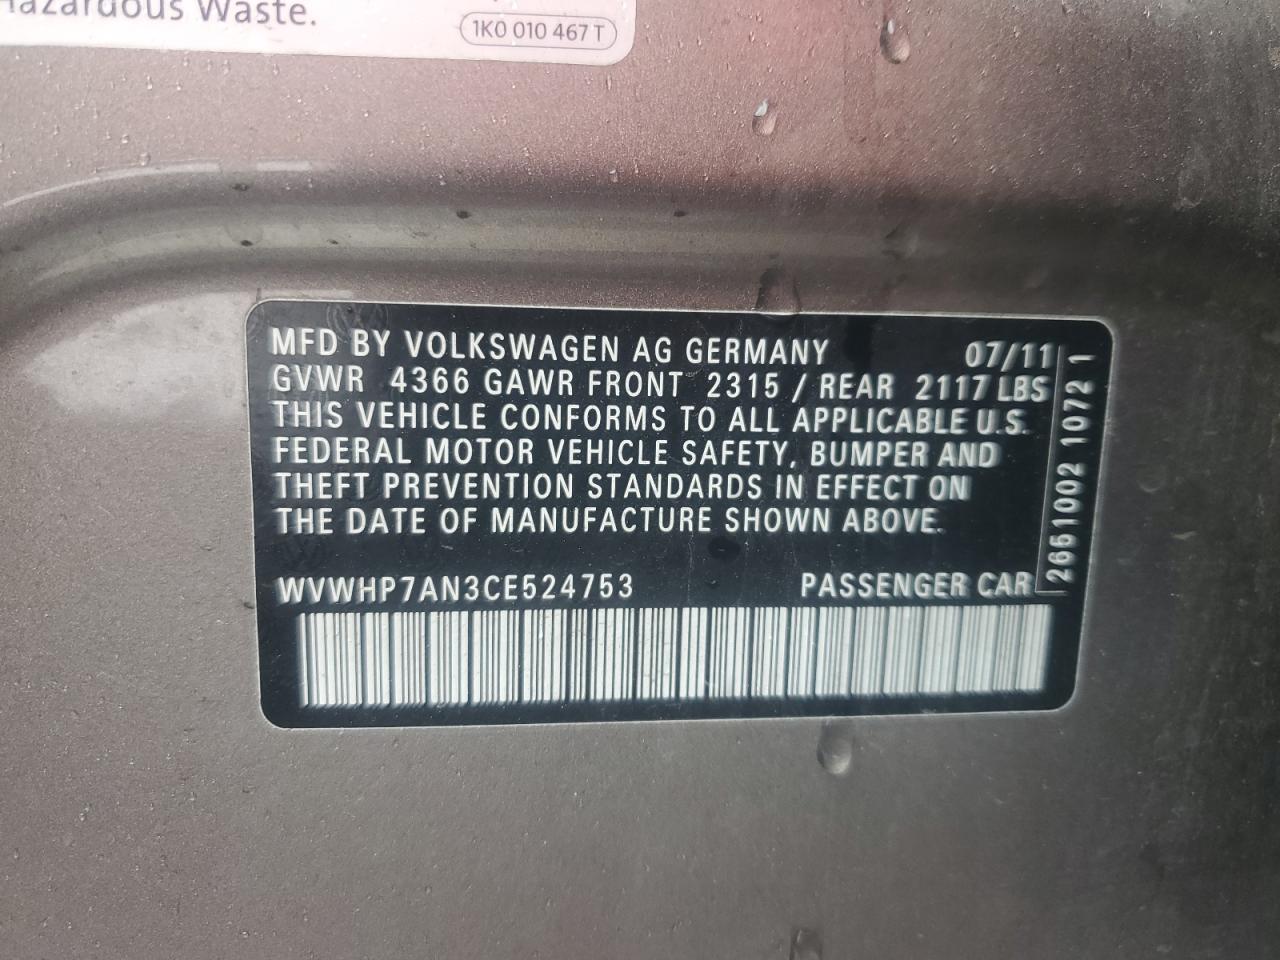 Hazardous Waste.
1K0 010 467 T
MFD BY VOLKSWAGEN AG GERMANY 07/11
GVWR 4366 GAWR FRONT 2315 / REAR 2117 LBS
THIS VEHICLE CONFORMS TO ALL APPLICABLE U.S.
FEDERAL MOTOR VEHICLE SAFETY, BUMPER AND
THEFT PREVENTION STANDARDS IN EFFECT ON
THE DATE OF MANUFACTURE SHOWN ABOVE.
WVWHP7AN3CE524753 PASSENGER CAR
2651002 1072 1